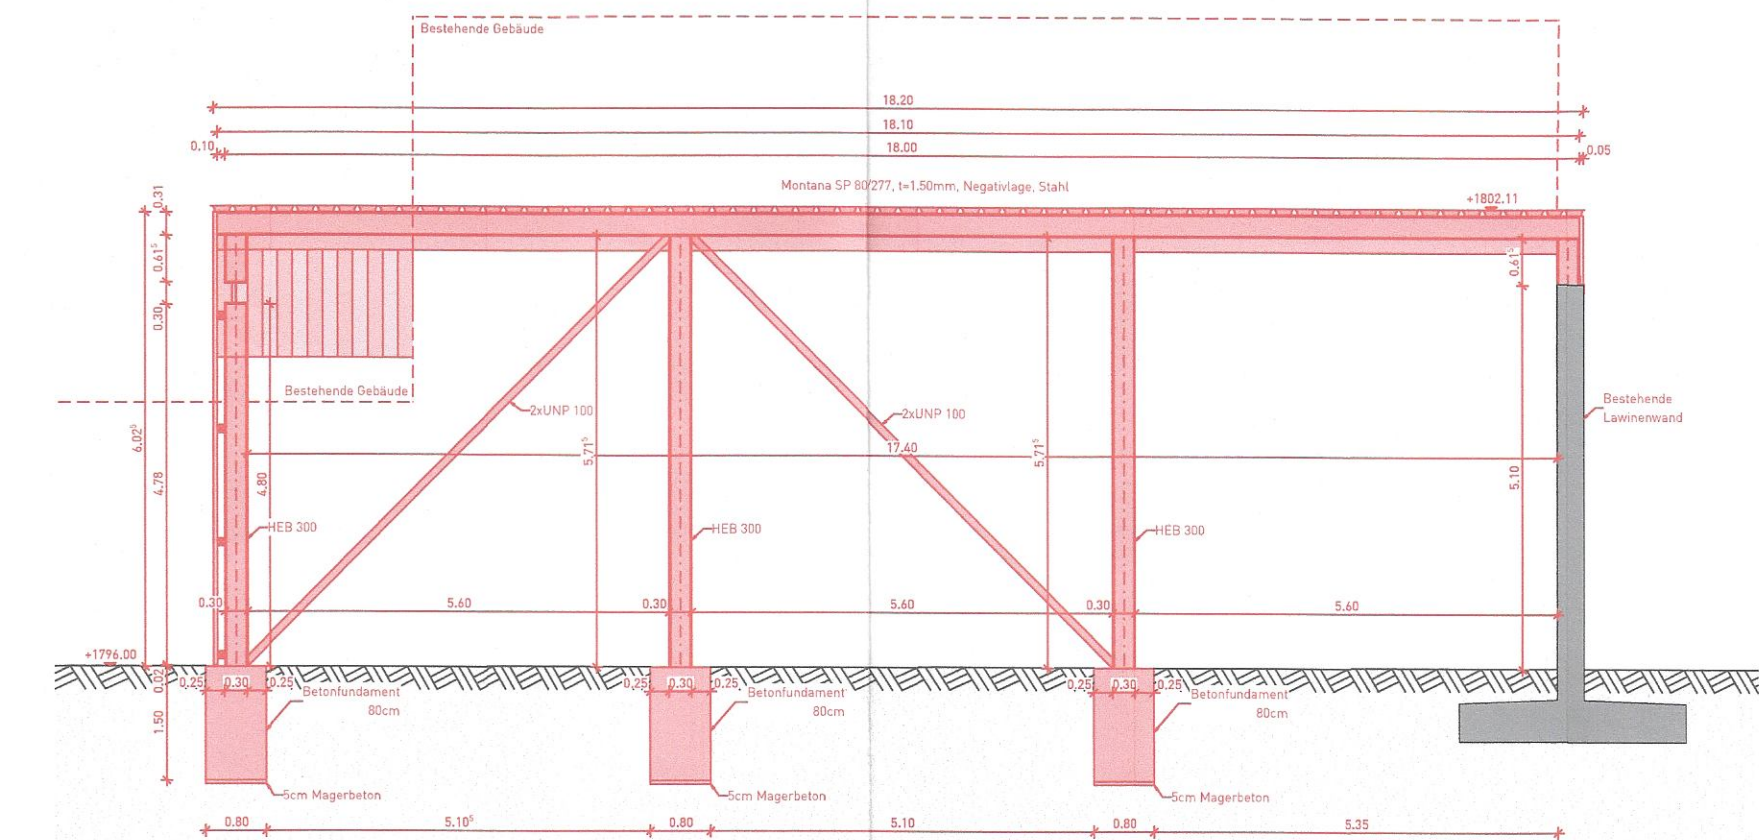 Bestehende Gebäude
18.20
18.10
0.10
18.00
0.05
Montana SP 80/277, t=1.50mm, Negativlage, Stahl
+1802.11
0.31
0.61⁵
0.61⁵
0.30
Bestehende Gebäude
2xUNP 100
2xUNP 100
Bestehende
Lawinenwand
6.02⁵
5.71⁵
17.40
5.71⁵
4.78
4.80
5.10
HEB 300
HEB 300
HEB 300
0.30
5.60
0.30
5.60
0.30
5.60
+1796.00
0.02
0.25
0.30
0.25
Betonfundament
80cm
0.25
0.30
0.25
Betonfundament
80cm
0.25
0.30
0.25
Betonfundament
80cm
1.50
5cm Magerbeton
5cm Magerbeton
5cm Magerbeton
0.80
5.10⁵
0.80
5.10
0.80
5.35